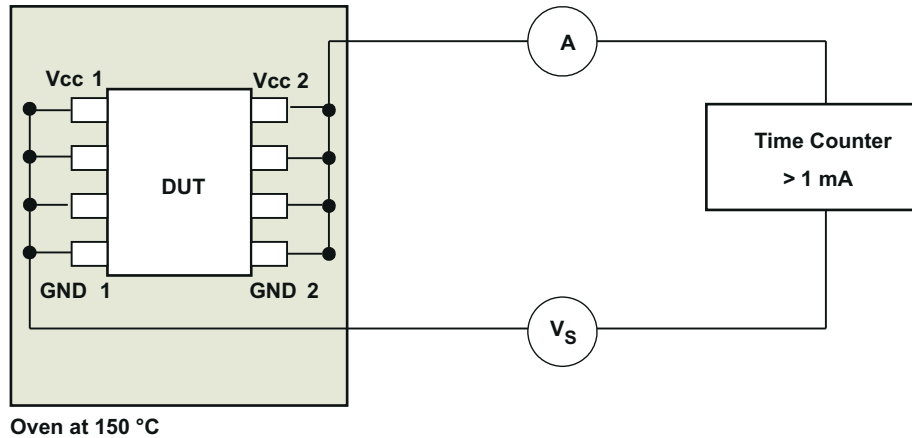 A
Vcc 1
Vcc 2
Time Counter
> 1 mA
DUT
GND 1
GND 2
VS
Oven at 150 °C